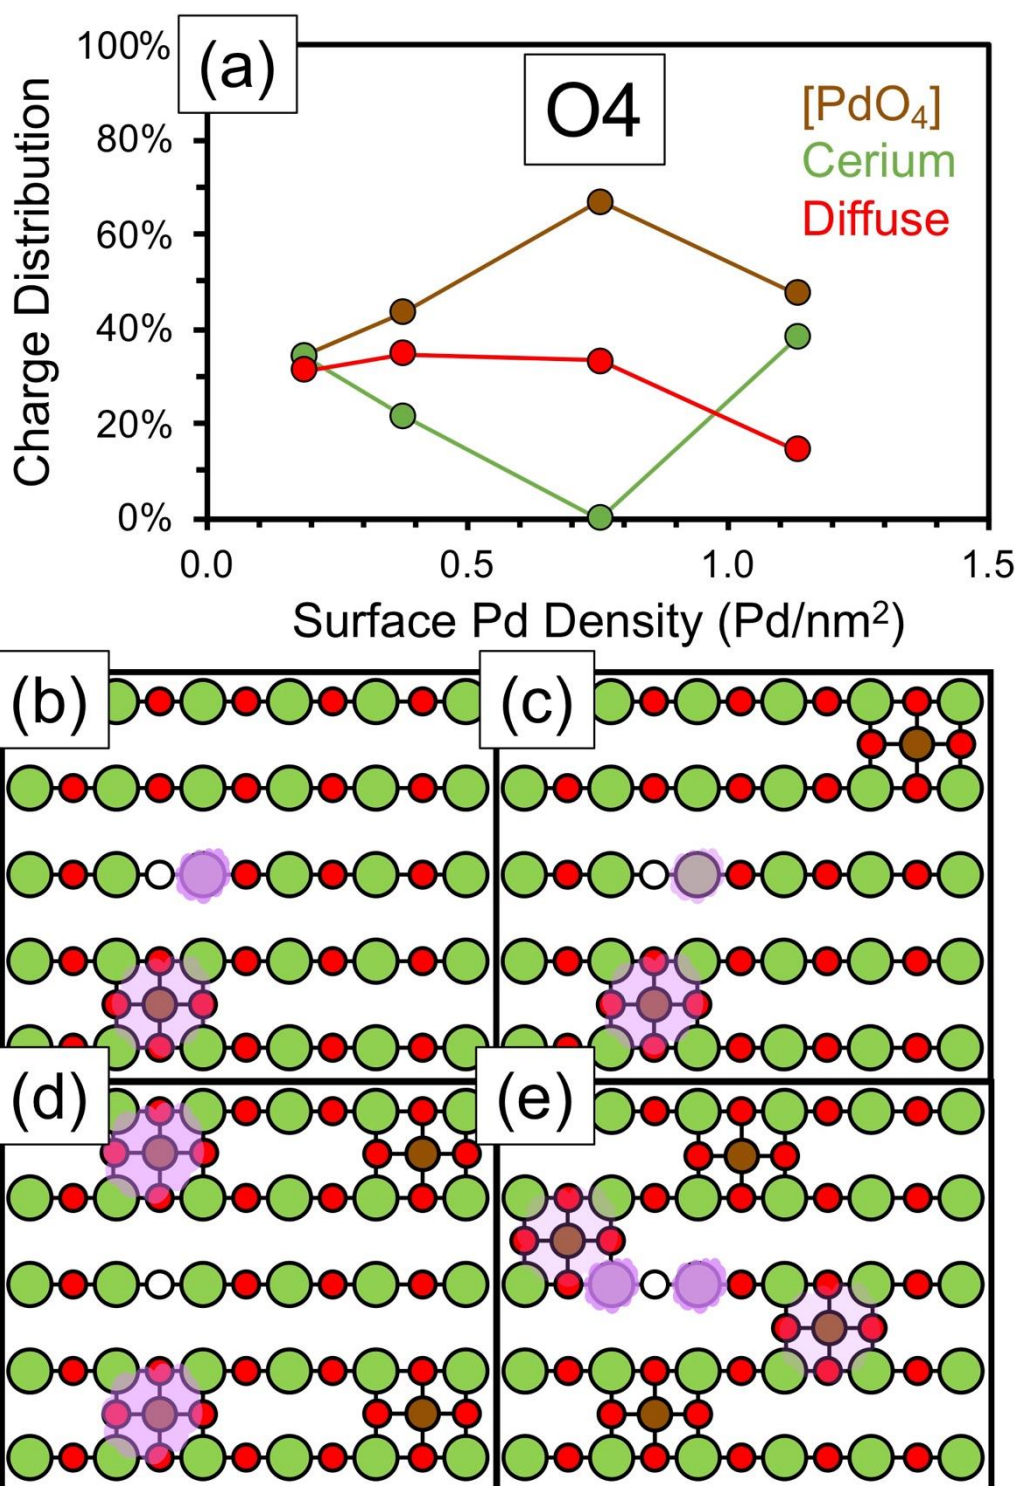 (a)
O4
[PdO₄]
Cerium
Diffuse
Charge Distribution
100%
80%
60%
40%
20%
0%
0.0 0.5 1.0 1.5
Surface Pd Density (Pd/nm²)
(b)
(c)
(d)
(e)